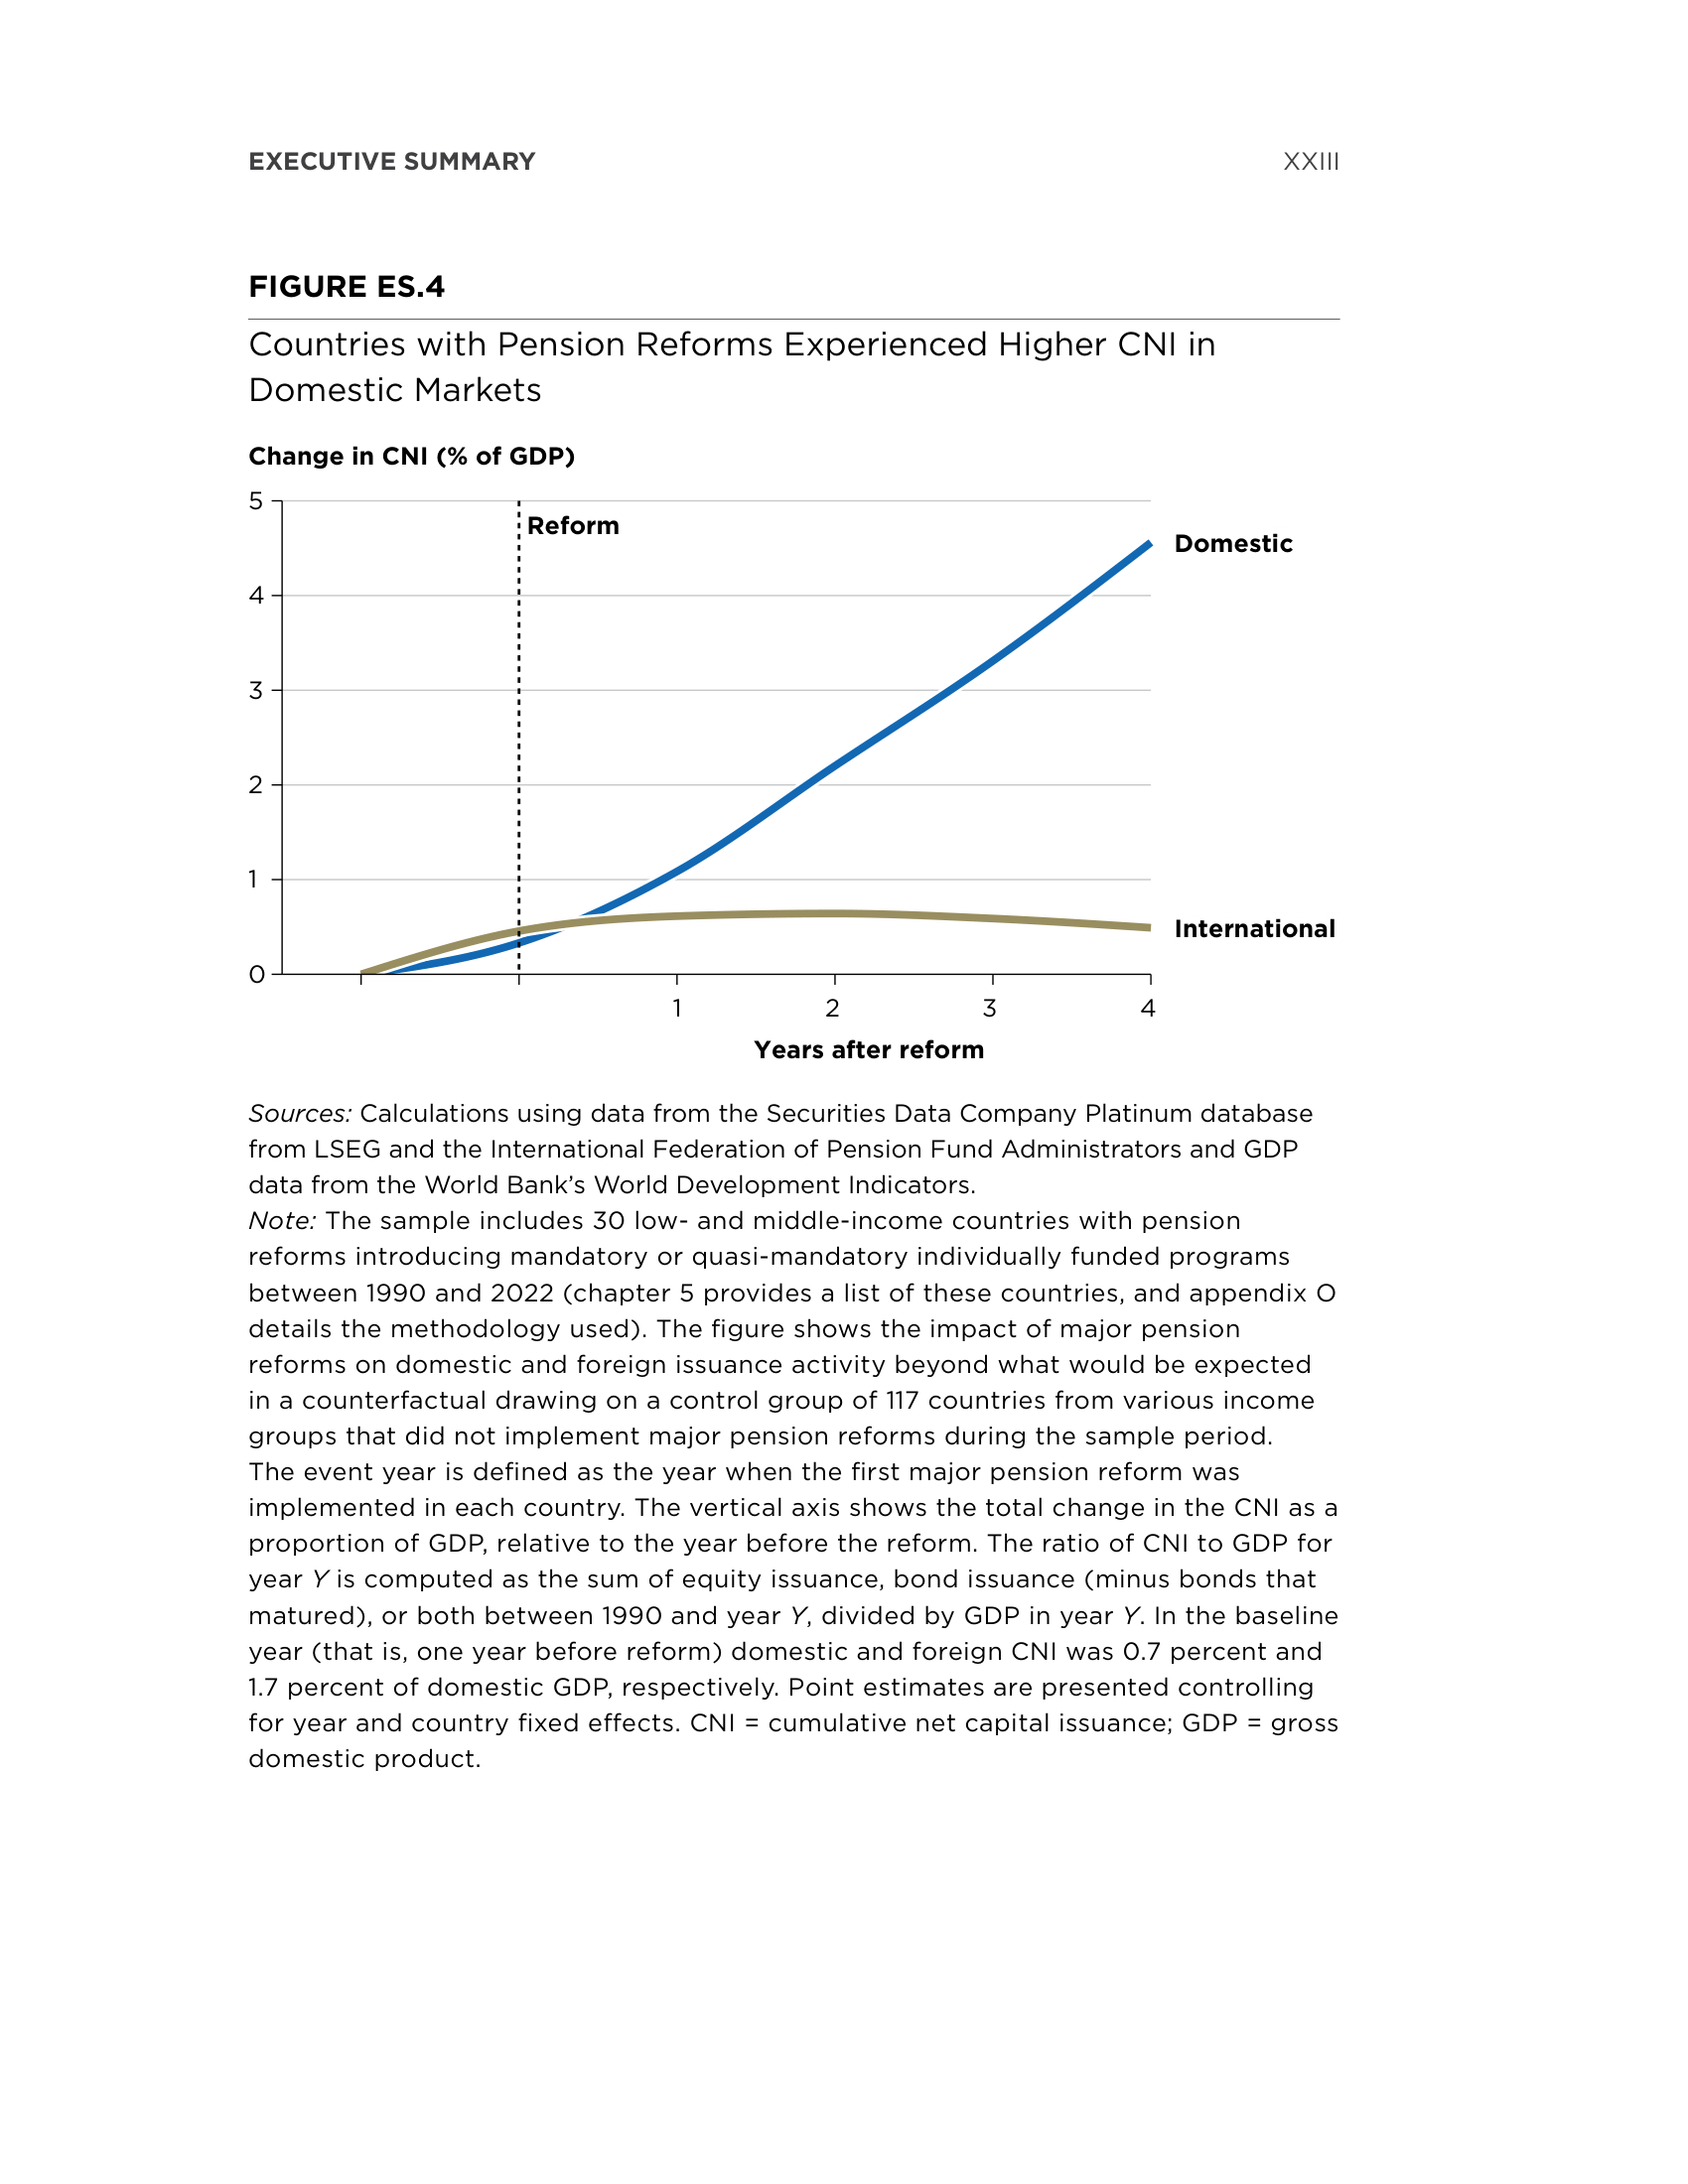 EXECUTIVE SUMMARY XXIII
FIGURE ES.4
Countries with Pension Reforms Experienced Higher CNI in
Domestic Markets
Change in CNI (% of GDP)
5
Reform
Domestic
4
3
2
1
International
0
1 2 3 4
Years after reform
Sources: Calculations using data from the Securities Data Company Platinum database
from LSEG and the International Federation of Pension Fund Administrators and GDP
data from the World Bank’s World Development Indicators.
Note: The sample includes 30 low- and middle-income countries with pension
reforms introducing mandatory or quasi-mandatory individually funded programs
between 1990 and 2022 (chapter 5 provides a list of these countries, and appendix O
details the methodology used). The figure shows the impact of major pension
reforms on domestic and foreign issuance activity beyond what would be expected
in a counterfactual drawing on a control group of 117 countries from various income
groups that did not implement major pension reforms during the sample period.
The event year is defined as the year when the first major pension reform was
implemented in each country. The vertical axis shows the total change in the CNI as a
proportion of GDP, relative to the year before the reform. The ratio of CNI to GDP for
year Y is computed as the sum of equity issuance, bond issuance (minus bonds that
matured), or both between 1990 and year Y, divided by GDP in year Y. In the baseline
year (that is, one year before reform) domestic and foreign CNI was 0.7 percent and
1.7 percent of domestic GDP, respectively. Point estimates are presented controlling
for year and country fixed effects. CNI = cumulative net capital issuance; GDP = gross
domestic product.